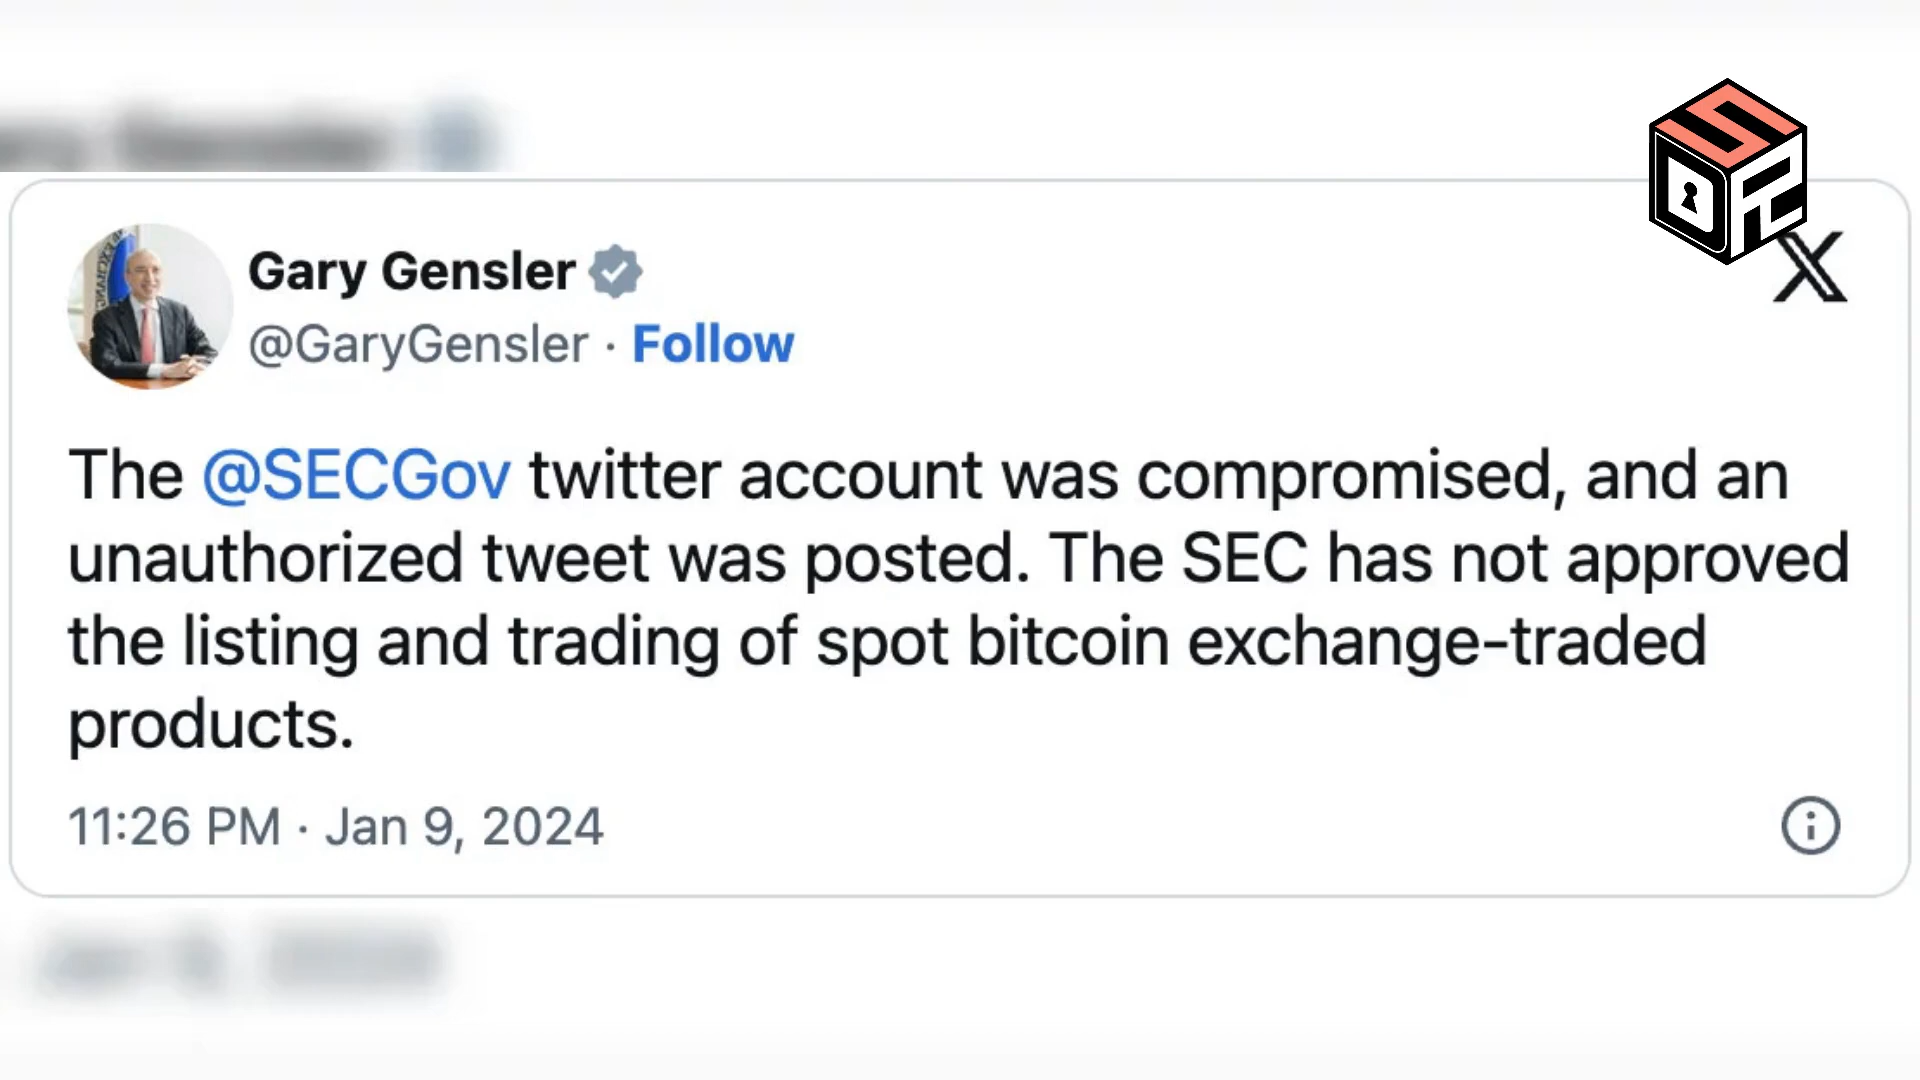 Gary Gensler
@GaryGensler · Follow
The @SECGov twitter account was compromised, and an
unauthorized tweet was posted. The SEC has not approved
the listing and trading of spot bitcoin exchange-traded
products.
11:26 PM · Jan 9, 2024